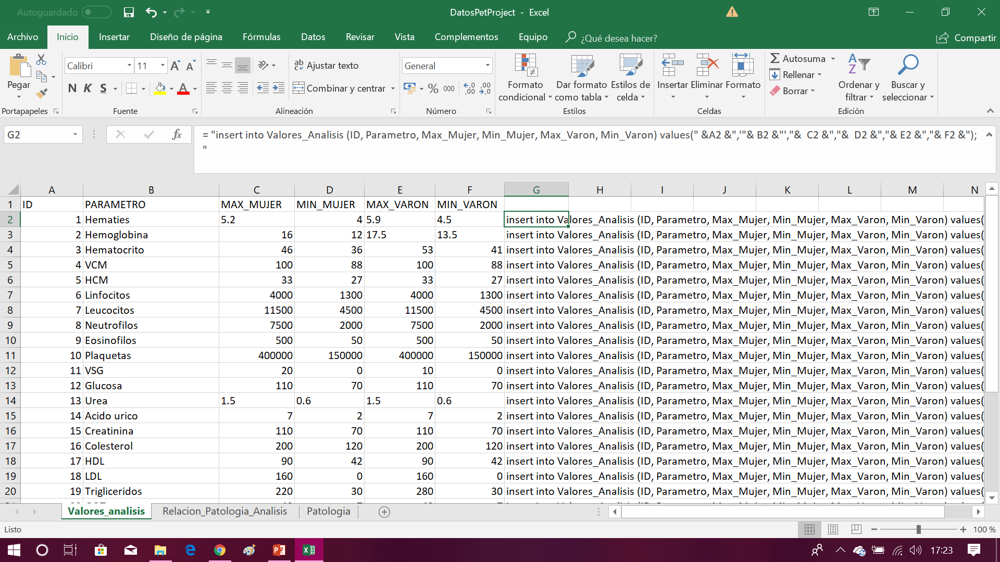 Autoguardado
DatosPetProject - Excel
Archivo Inicio Insertar Diseño de página Fórmulas Datos Revisar Vista Complementos Equipo ¿Qué desea hacer? Compartir
Pegar
Portapapeles
Calibri 11 A A
N K S A
Fuente
Ajustar texto
Combinar y centrar
Alineación
General
% 000
Número
Formato condicional
Dar formato como tabla
Estilos de celda
Estilos
Insertar Eliminar Formato
Celdas
Autosuma
Rellenar
Borrar
Ordenar y filtrar
Buscar y seleccionar
Edición
G2
fx
= "insert into Valores_Analisis (ID, Parametro, Max_Mujer, Min_Mujer, Max_Varon, Min_Varon) values(" &A2 &",'"& B2 &"',"&  C2 &","&  D2 &","& E2 &","& F2 &");
"
A B C D E F G H I J K L M N
1 ID PARAMETRO MAX_MUJER MIN_MUJER MAX_VARON MIN_VARON
2 1 Hematies 5.2 4 5.9 4.5 insert into Valores_Analisis (ID, Parametro, Max_Mujer, Min_Mujer, Max_Varon, Min_Varon) values(
3 2 Hemoglobina 16 12 17.5 13.5 insert into Valores_Analisis (ID, Parametro, Max_Mujer, Min_Mujer, Max_Varon, Min_Varon) values(
4 3 Hematocrito 46 36 53 41 insert into Valores_Analisis (ID, Parametro, Max_Mujer, Min_Mujer, Max_Varon, Min_Varon) values(
5 4 VCM 100 88 100 88 insert into Valores_Analisis (ID, Parametro, Max_Mujer, Min_Mujer, Max_Varon, Min_Varon) values(
6 5 HCM 33 27 33 27 insert into Valores_Analisis (ID, Parametro, Max_Mujer, Min_Mujer, Max_Varon, Min_Varon) values(
7 6 Linfocitos 4000 1300 4000 1300 insert into Valores_Analisis (ID, Parametro, Max_Mujer, Min_Mujer, Max_Varon, Min_Varon) values(
8 7 Leucocitos 11500 4500 11500 4500 insert into Valores_Analisis (ID, Parametro, Max_Mujer, Min_Mujer, Max_Varon, Min_Varon) values(
9 8 Neutrofilos 7500 2000 7500 2000 insert into Valores_Analisis (ID, Parametro, Max_Mujer, Min_Mujer, Max_Varon, Min_Varon) values(
10 9 Eosinofilos 500 50 500 50 insert into Valores_Analisis (ID, Parametro, Max_Mujer, Min_Mujer, Max_Varon, Min_Varon) values(
11 10 Plaquetas 400000 150000 400000 150000 insert into Valores_Analisis (ID, Parametro, Max_Mujer, Min_Mujer, Max_Varon, Min_Varon) values(
12 11 VSG 20 0 10 0 insert into Valores_Analisis (ID, Parametro, Max_Mujer, Min_Mujer, Max_Varon, Min_Varon) values(
13 12 Glucosa 110 70 110 70 insert into Valores_Analisis (ID, Parametro, Max_Mujer, Min_Mujer, Max_Varon, Min_Varon) values(
14 13 Urea 1.5 0.6 1.5 0.6 insert into Valores_Analisis (ID, Parametro, Max_Mujer, Min_Mujer, Max_Varon, Min_Varon) values(
15 14 Acido urico 7 2 7 2 insert into Valores_Analisis (ID, Parametro, Max_Mujer, Min_Mujer, Max_Varon, Min_Varon) values(
16 15 Creatinina 110 70 110 70 insert into Valores_Analisis (ID, Parametro, Max_Mujer, Min_Mujer, Max_Varon, Min_Varon) values(
17 16 Colesterol 200 120 200 120 insert into Valores_Analisis (ID, Parametro, Max_Mujer, Min_Mujer, Max_Varon, Min_Varon) values(
18 17 HDL 90 42 90 42 insert into Valores_Analisis (ID, Parametro, Max_Mujer, Min_Mujer, Max_Varon, Min_Varon) values(
19 18 LDL 160 0 160 0 insert into Valores_Analisis (ID, Parametro, Max_Mujer, Min_Mujer, Max_Varon, Min_Varon) values(
20 19 Trigliceridos 220 30 280 30 insert into Valores_Analisis (ID, Parametro, Max_Mujer, Min_Mujer, Max_Varon, Min_Varon) values(
Valores_analisis Relacion_Patologia_Analisis Patologia
Listo
100 %
17:23